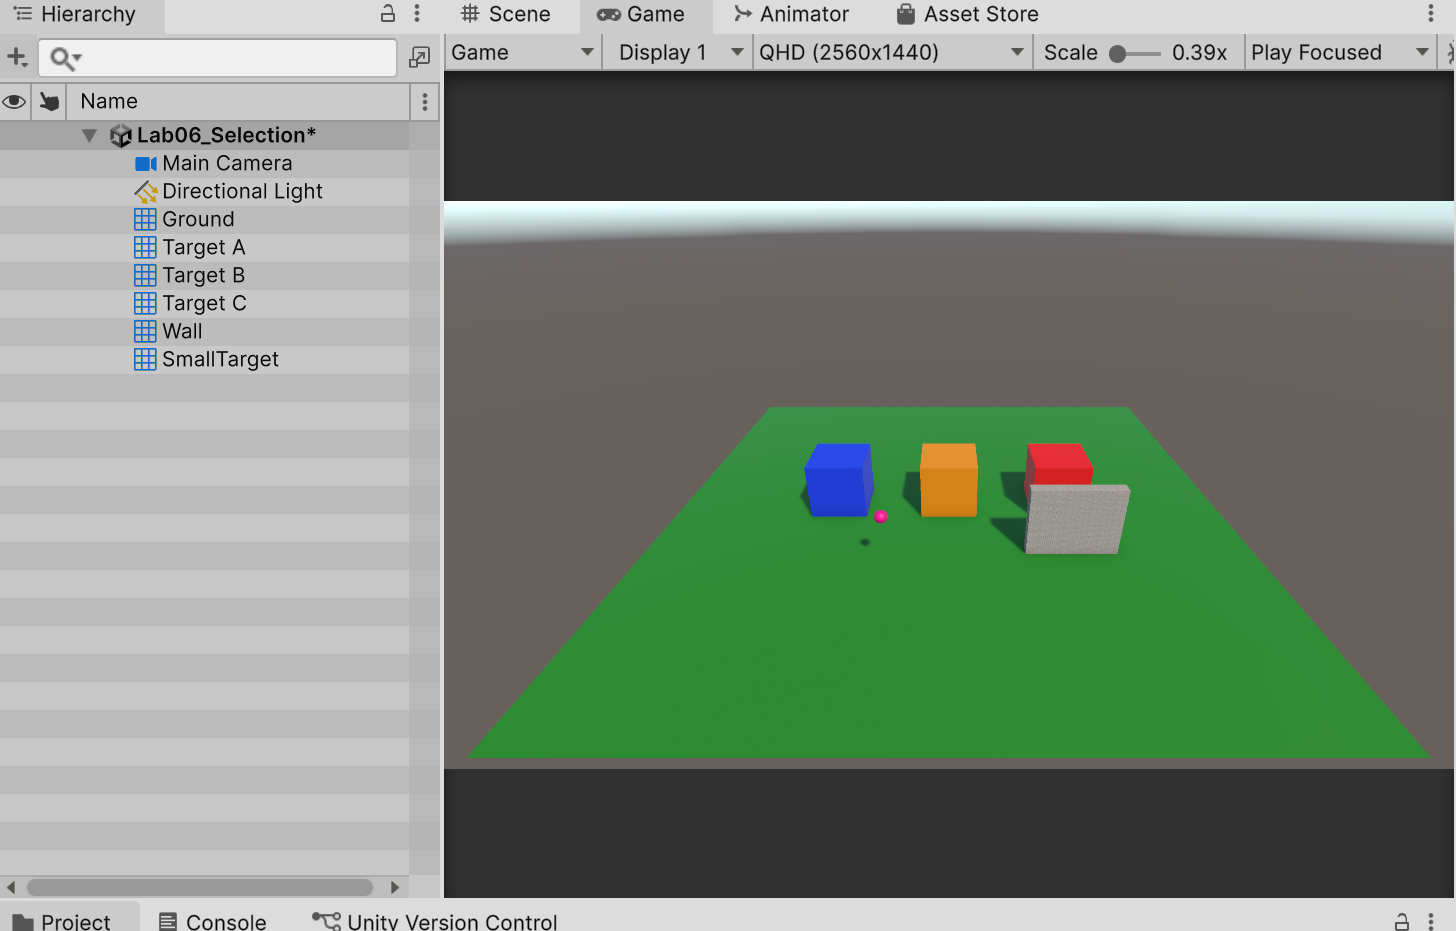 Hierarchy
Scene
Game
Animator
Asset Store
Game
Display 1
QHD (2560x1440)
Scale
0.39x
Play Focused
Name
Lab06_Selection*
Main Camera
Directional Light
Ground
Target A
Target B
Target C
Wall
SmallTarget
Project
Console
Unity Version Control